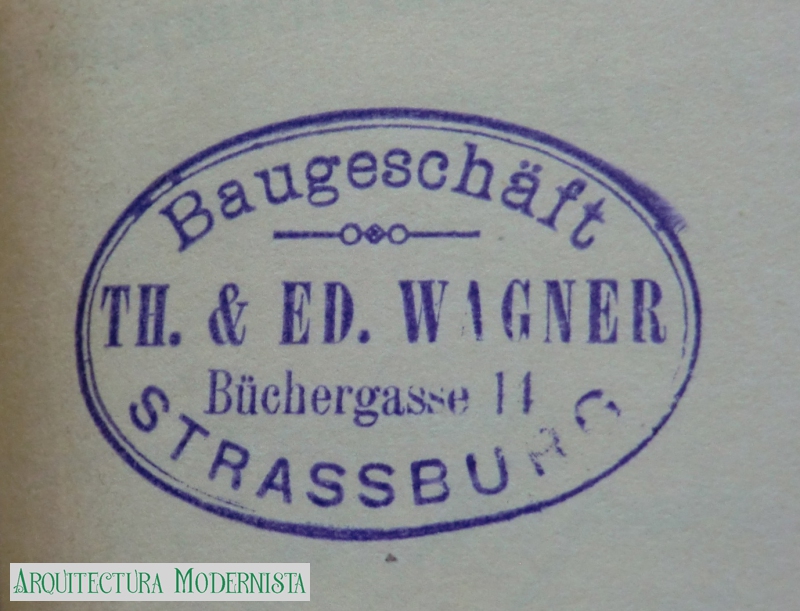 Baugeschäft
TH. & ED. WAGNER
Büchergasse 14
STRASSBURG
ARQUITECTURA MODERNISTA